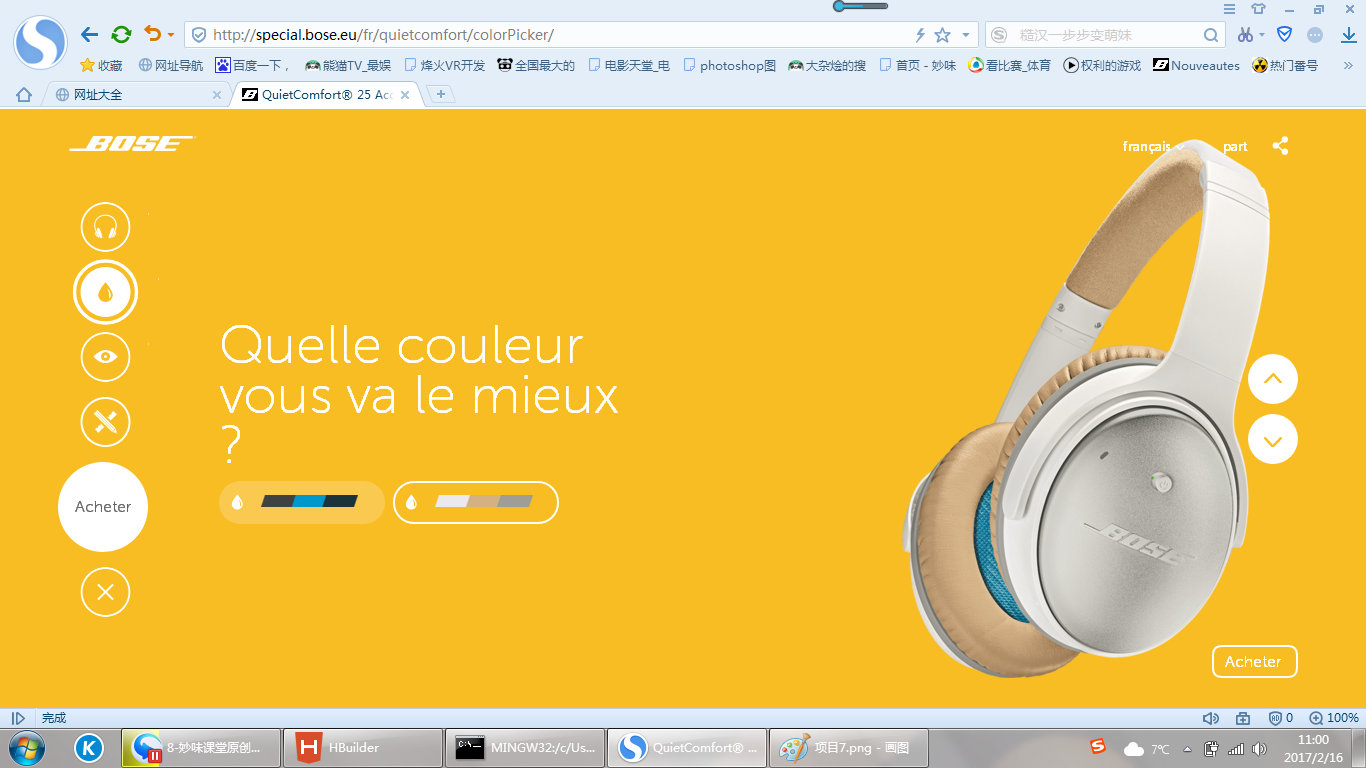 http://special.bose.eu/fr/quietcomfort/colorPicker/
糙汉一步步变萌妹
收藏
网址导航
百度一下，
熊猫TV_最娱
烽火VR开发
全国最大的
电影天堂_电
photoshop图
大杂烩的搜
首页 - 妙味
看比赛_体育
权利的游戏
Nouveautes
热门番号
网址大全
QuietComfort® 25 Acc
BOSE
français
part
Quelle couleur
vous va le mieux
?
Acheter
BOSE
Acheter
完成
0
100%
8-妙味课堂原创...
HBuilder
MINGW32:/c/Us...
QuietComfort® ...
项目7.png - 画图
7℃
11:00
2017/2/16